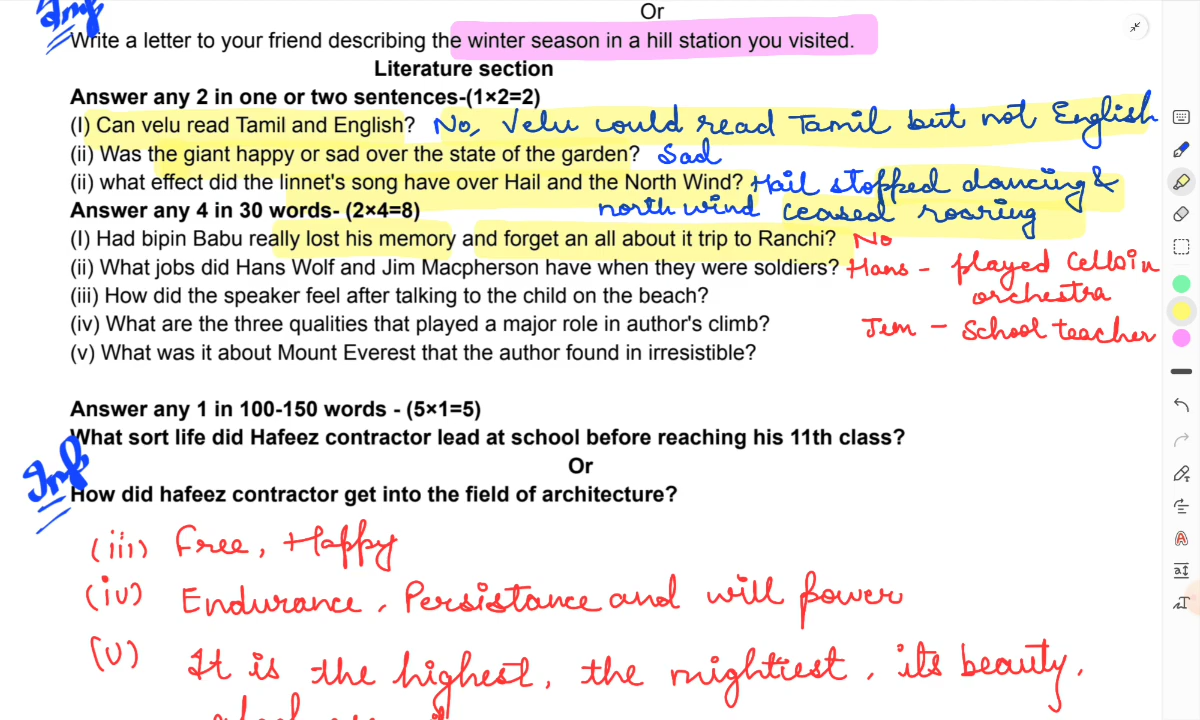 Imp
Or
Write a letter to your friend describing the winter season in a hill station you visited.
Literature section
Answer any 2 in one or two sentences-(1×2=2)
(I) Can velu read Tamil and English? No, Velu could read Tamil but not English
(ii) Was the giant happy or sad over the state of the garden? Sad
(ii) what effect did the linnet's song have over Hail and the North Wind? Hail stopped dancing &
north wind ceased roaring
Answer any 4 in 30 words- (2×4=8)
(I) Had bipin Babu really lost his memory and forget an all about it trip to Ranchi? No
(ii) What jobs did Hans Wolf and Jim Macpherson have when they were soldiers? Hans - played Cello in
orchestra
(iii) How did the speaker feel after talking to the child on the beach?
(iv) What are the three qualities that played a major role in author's climb? Jem - School teacher
(v) What was it about Mount Everest that the author found in irresistible?
Answer any 1 in 100-150 words - (5×1=5)
What sort life did Hafeez contractor lead at school before reaching his 11th class?
Imp
Or
How did hafeez contractor get into the field of architecture?
(iii) Free, Happy
(iv) Endurance, Persistance and will power
(v) It is the highest, the mightiest, its beauty,